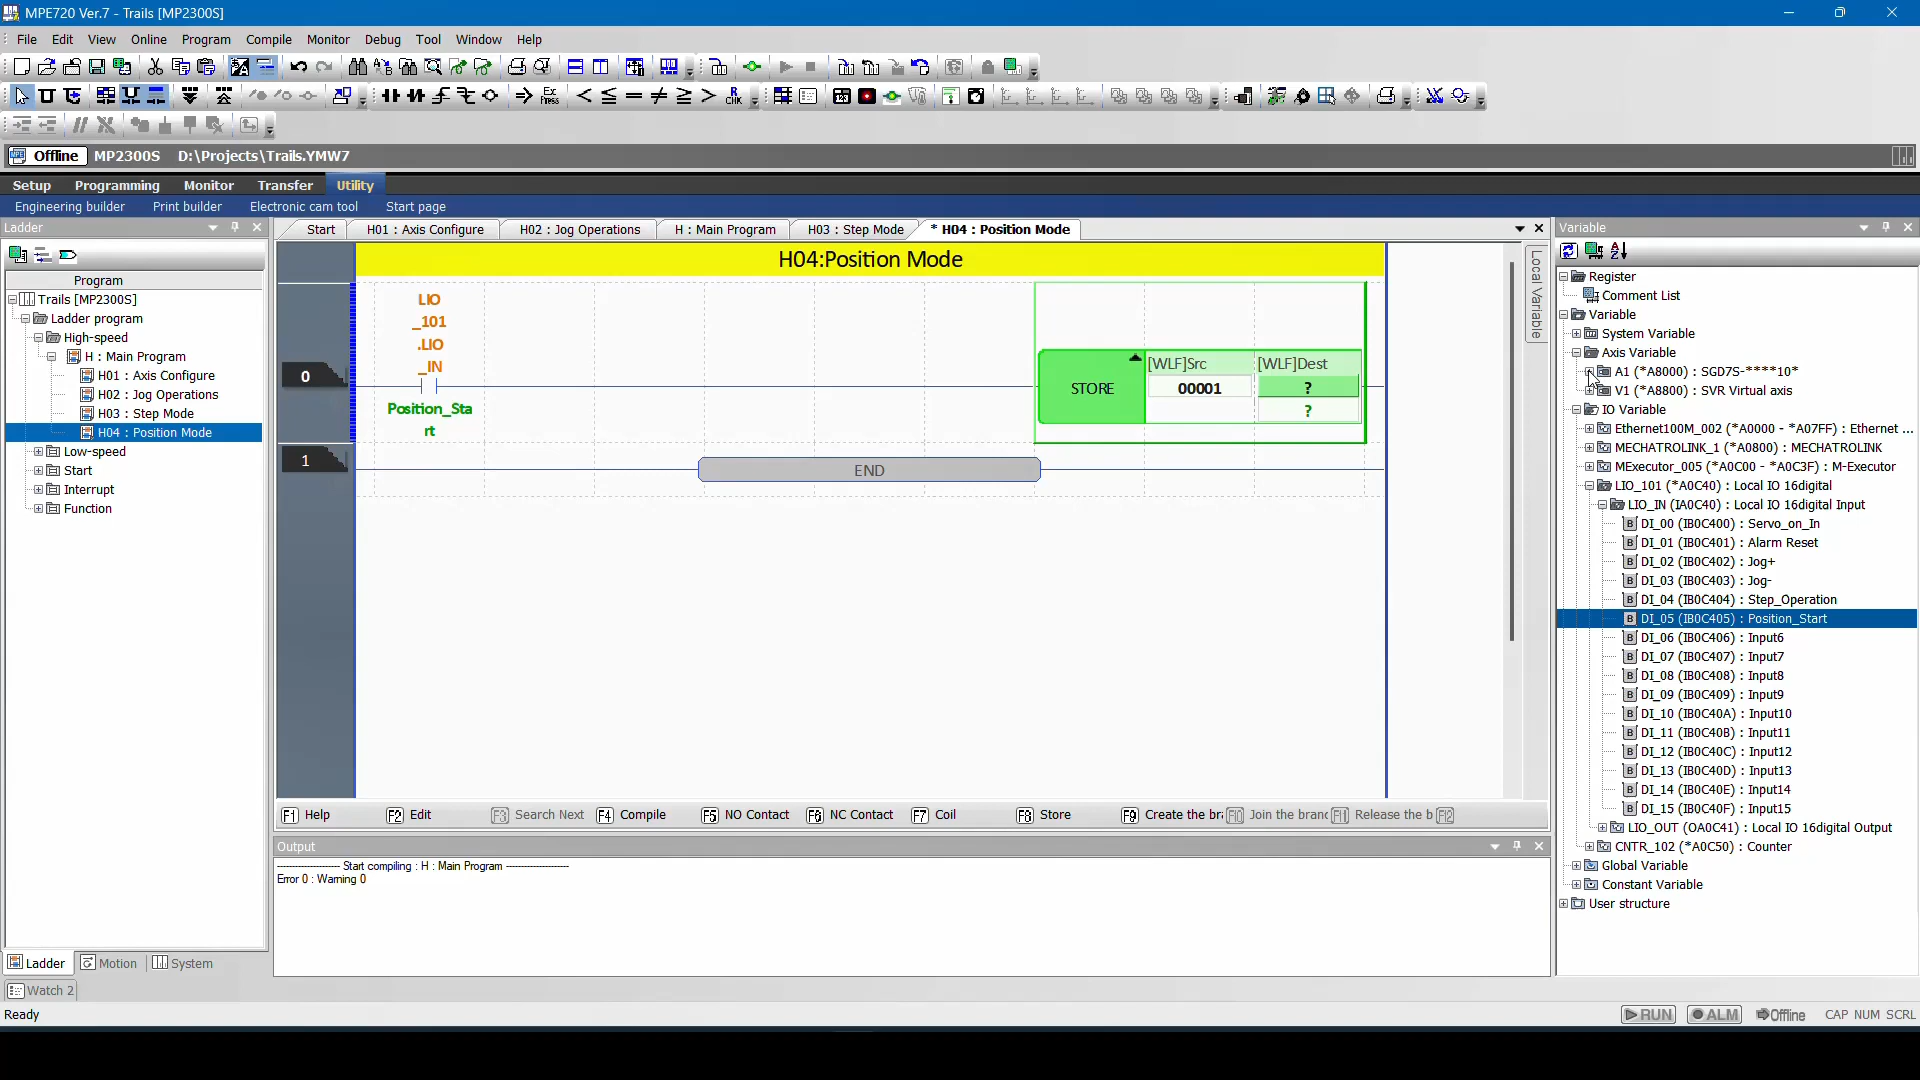 MPE720 Ver.7 - Trails [MP2300S]
File Edit View Online Program Compile Monitor Debug Tool Window Help
Offline MP2300S D:\Projects\Trails.YMW7
Setup Programming Monitor Transfer Utility
Engineering builder Print builder Electronic cam tool Start page
Ladder
Program
Trails [MP2300S]
Ladder program
High-speed
H : Main Program
H01 : Axis Configure
H02 : Jog Operations
H03 : Step Mode
H04 : Position Mode
Low-speed
Start
Interrupt
Function
Ladder Motion System
Start H01 : Axis Configure H02 : Jog Operations H : Main Program H03 : Step Mode * H04 : Position Mode
H04:Position Mode
LIO
_101
.LIO
_IN
0
Position_Sta
rt
STORE
[WLF]Src [WLF]Dest
00001 ?
?
1
END
Local Variable
F1 Help F2 Edit F3 Search Next F4 Compile F5 NO Contact F6 NC Contact F7 Coil F8 Store F9 Create the bra F10 Join the branc F11 Release the b F12
Output
-------------------- Start compiling : H : Main Program --------------------
Error 0 : Warning 0
Variable
Register
Comment List
Variable
System Variable
Axis Variable
A1 (*A8000) : SGD7S-****10*
V1 (*A8800) : SVR Virtual axis
IO Variable
Ethernet100M_002 (*A0000 - *A07FF) : Ethernet ...
MECHATROLINK_1 (*A0800) : MECHATROLINK
MExecutor_005 (*A0C00 - *A0C3F) : M-Executor
LIO_101 (*A0C40) : Local IO 16digital
LIO_IN (IA0C40) : Local IO 16digital Input
DI_00 (IB0C400) : Servo_on_In
DI_01 (IB0C401) : Alarm Reset
DI_02 (IB0C402) : Jog+
DI_03 (IB0C403) : Jog-
DI_04 (IB0C404) : Step_Operation
DI_05 (IB0C405) : Position_Start
DI_06 (IB0C406) : Input6
DI_07 (IB0C407) : Input7
DI_08 (IB0C408) : Input8
DI_09 (IB0C409) : Input9
DI_10 (IB0C40A) : Input10
DI_11 (IB0C40B) : Input11
DI_12 (IB0C40C) : Input12
DI_13 (IB0C40D) : Input13
DI_14 (IB0C40E) : Input14
DI_15 (IB0C40F) : Input15
LIO_OUT (OA0C41) : Local IO 16digital Output
CNTR_102 (*A0C50) : Counter
Global Variable
Constant Variable
User structure
Watch 2
Ready
RUN ALM Offline CAP NUM SCRL